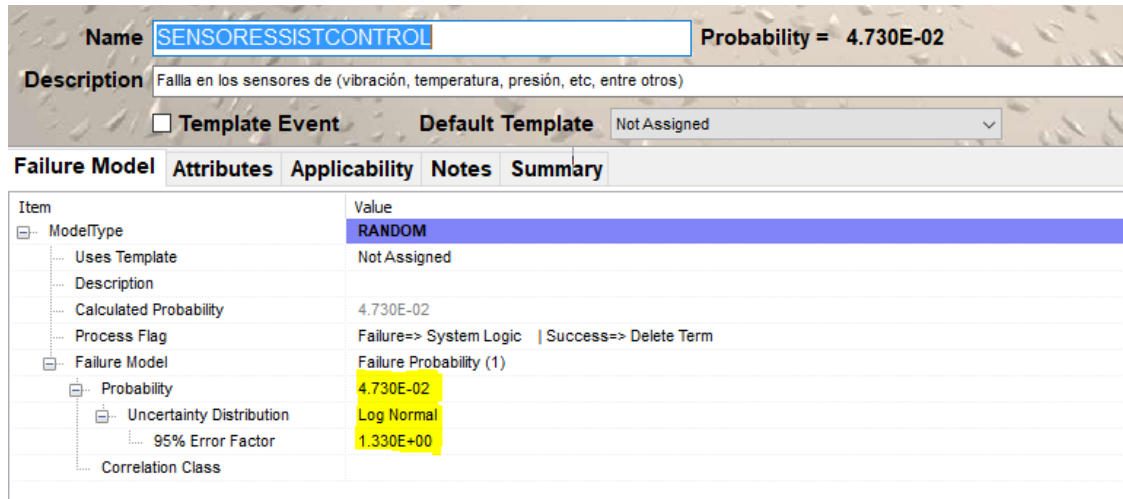 Name SENSORESSISTCONTROL Probability = 4.730E-02
Description Fallla en los sensores de (vibración, temperatura, presión, etc, entre otros)
Template Event Default Template Not Assigned
Failure Model Attributes Applicability Notes Summary
Item Value
ModelType RANDOM
Uses Template Not Assigned
Description
Calculated Probability 4.730E-02
Process Flag Failure=> System Logic | Success=> Delete Term
Failure Model Failure Probability (1)
Probability 4.730E-02
Uncertainty Distribution Log Normal
95% Error Factor 1.330E+00
Correlation Class